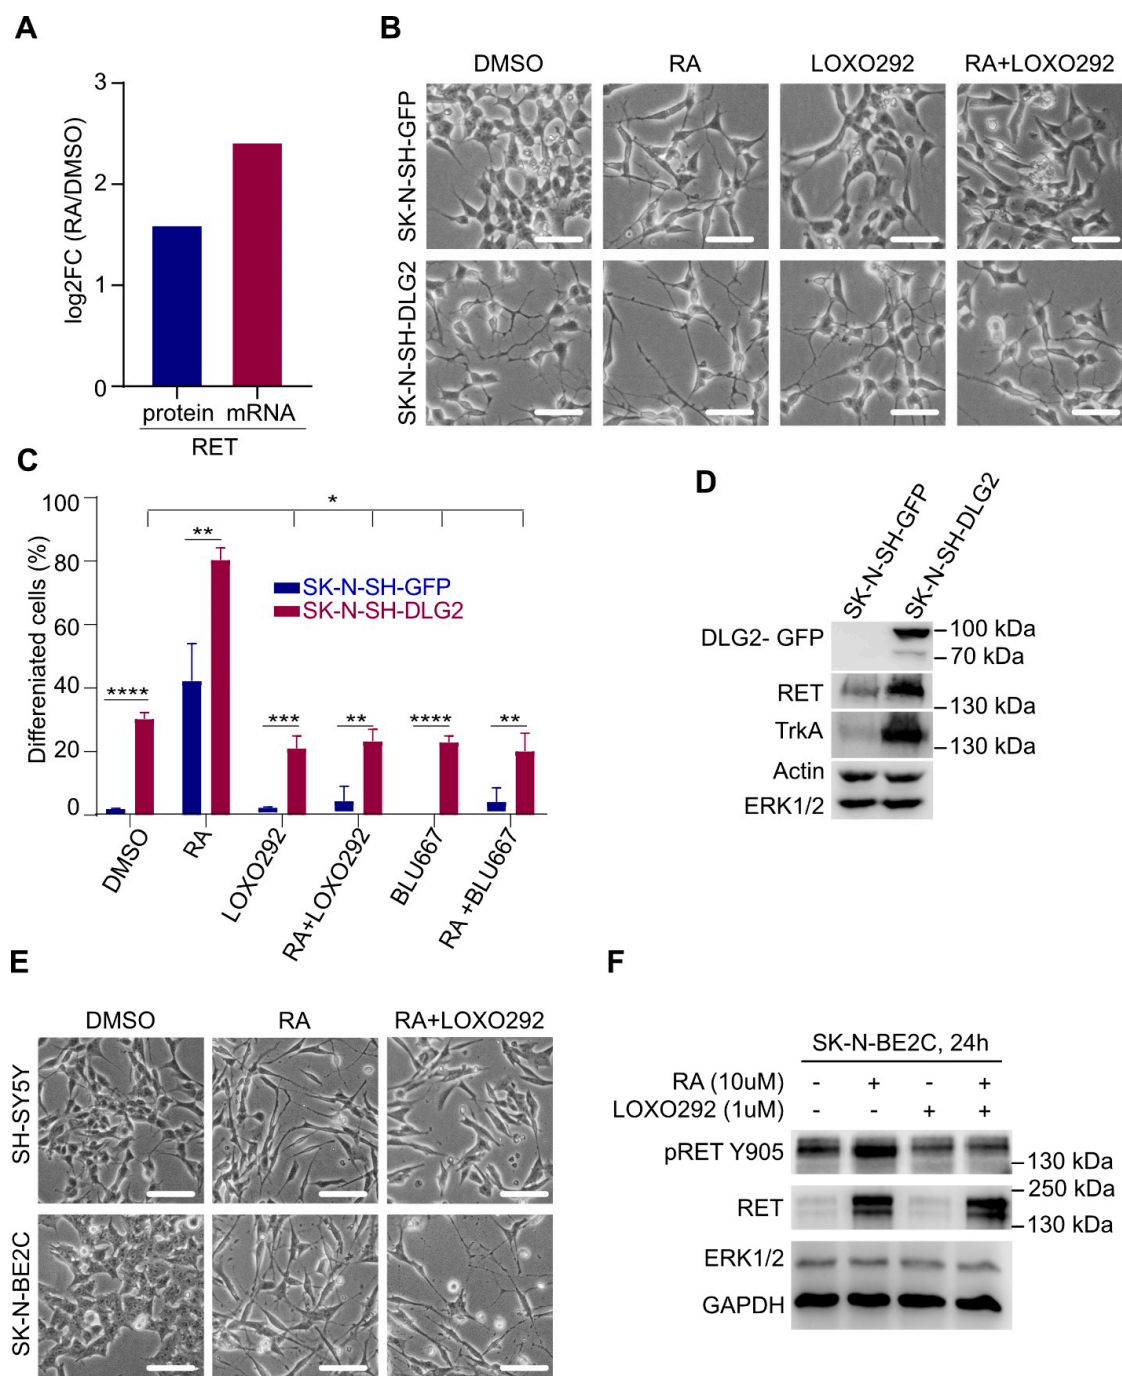 A
log2FC (RA/DMSO)
3
2
1
0
protein mRNA
RET
B
DMSO RA LOXO292 RA+LOXO292
SK-N-SH-GFP
SK-N-SH-DLG2
C
Differeniated cells (%)
100
80
60
40
20
0
*
**
****
*** ** **** **
SK-N-SH-GFP
SK-N-SH-DLG2
DMSO
RA
LOXO292
RA+LOXO292
BLU667
RA +BLU667
D
SK-N-SH-GFP
SK-N-SH-DLG2
DLG2- GFP
100 kDa
70 kDa
RET
130 kDa
TrkA
130 kDa
Actin
ERK1/2
E
DMSO RA RA+LOXO292
SH-SY5Y
SK-N-BE2C
F
SK-N-BE2C, 24h
RA (10uM) - + - +
LOXO292 (1uM) - - + +
pRET Y905
130 kDa
250 kDa
RET
130 kDa
ERK1/2
GAPDH